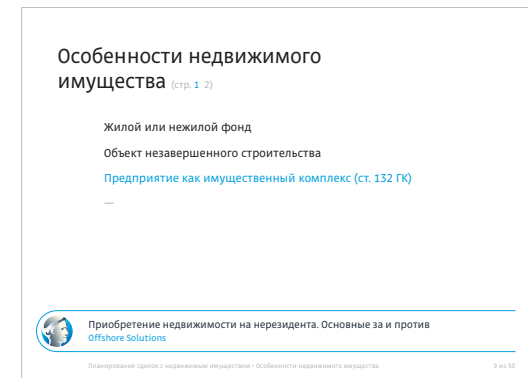 Особенности недвижимого
имущества (стр. 1 2)
Жилой или нежилой фонд
Объект незавершенного строительства
Предприятие как имущественный комплекс (ст. 132 ГК)
—
Приобретение недвижимости на нерезидента. Основные за и против
Offshore Solutions
Планирование сделок с недвижимым имуществом • Особенности недвижимого имущества 9 из 50